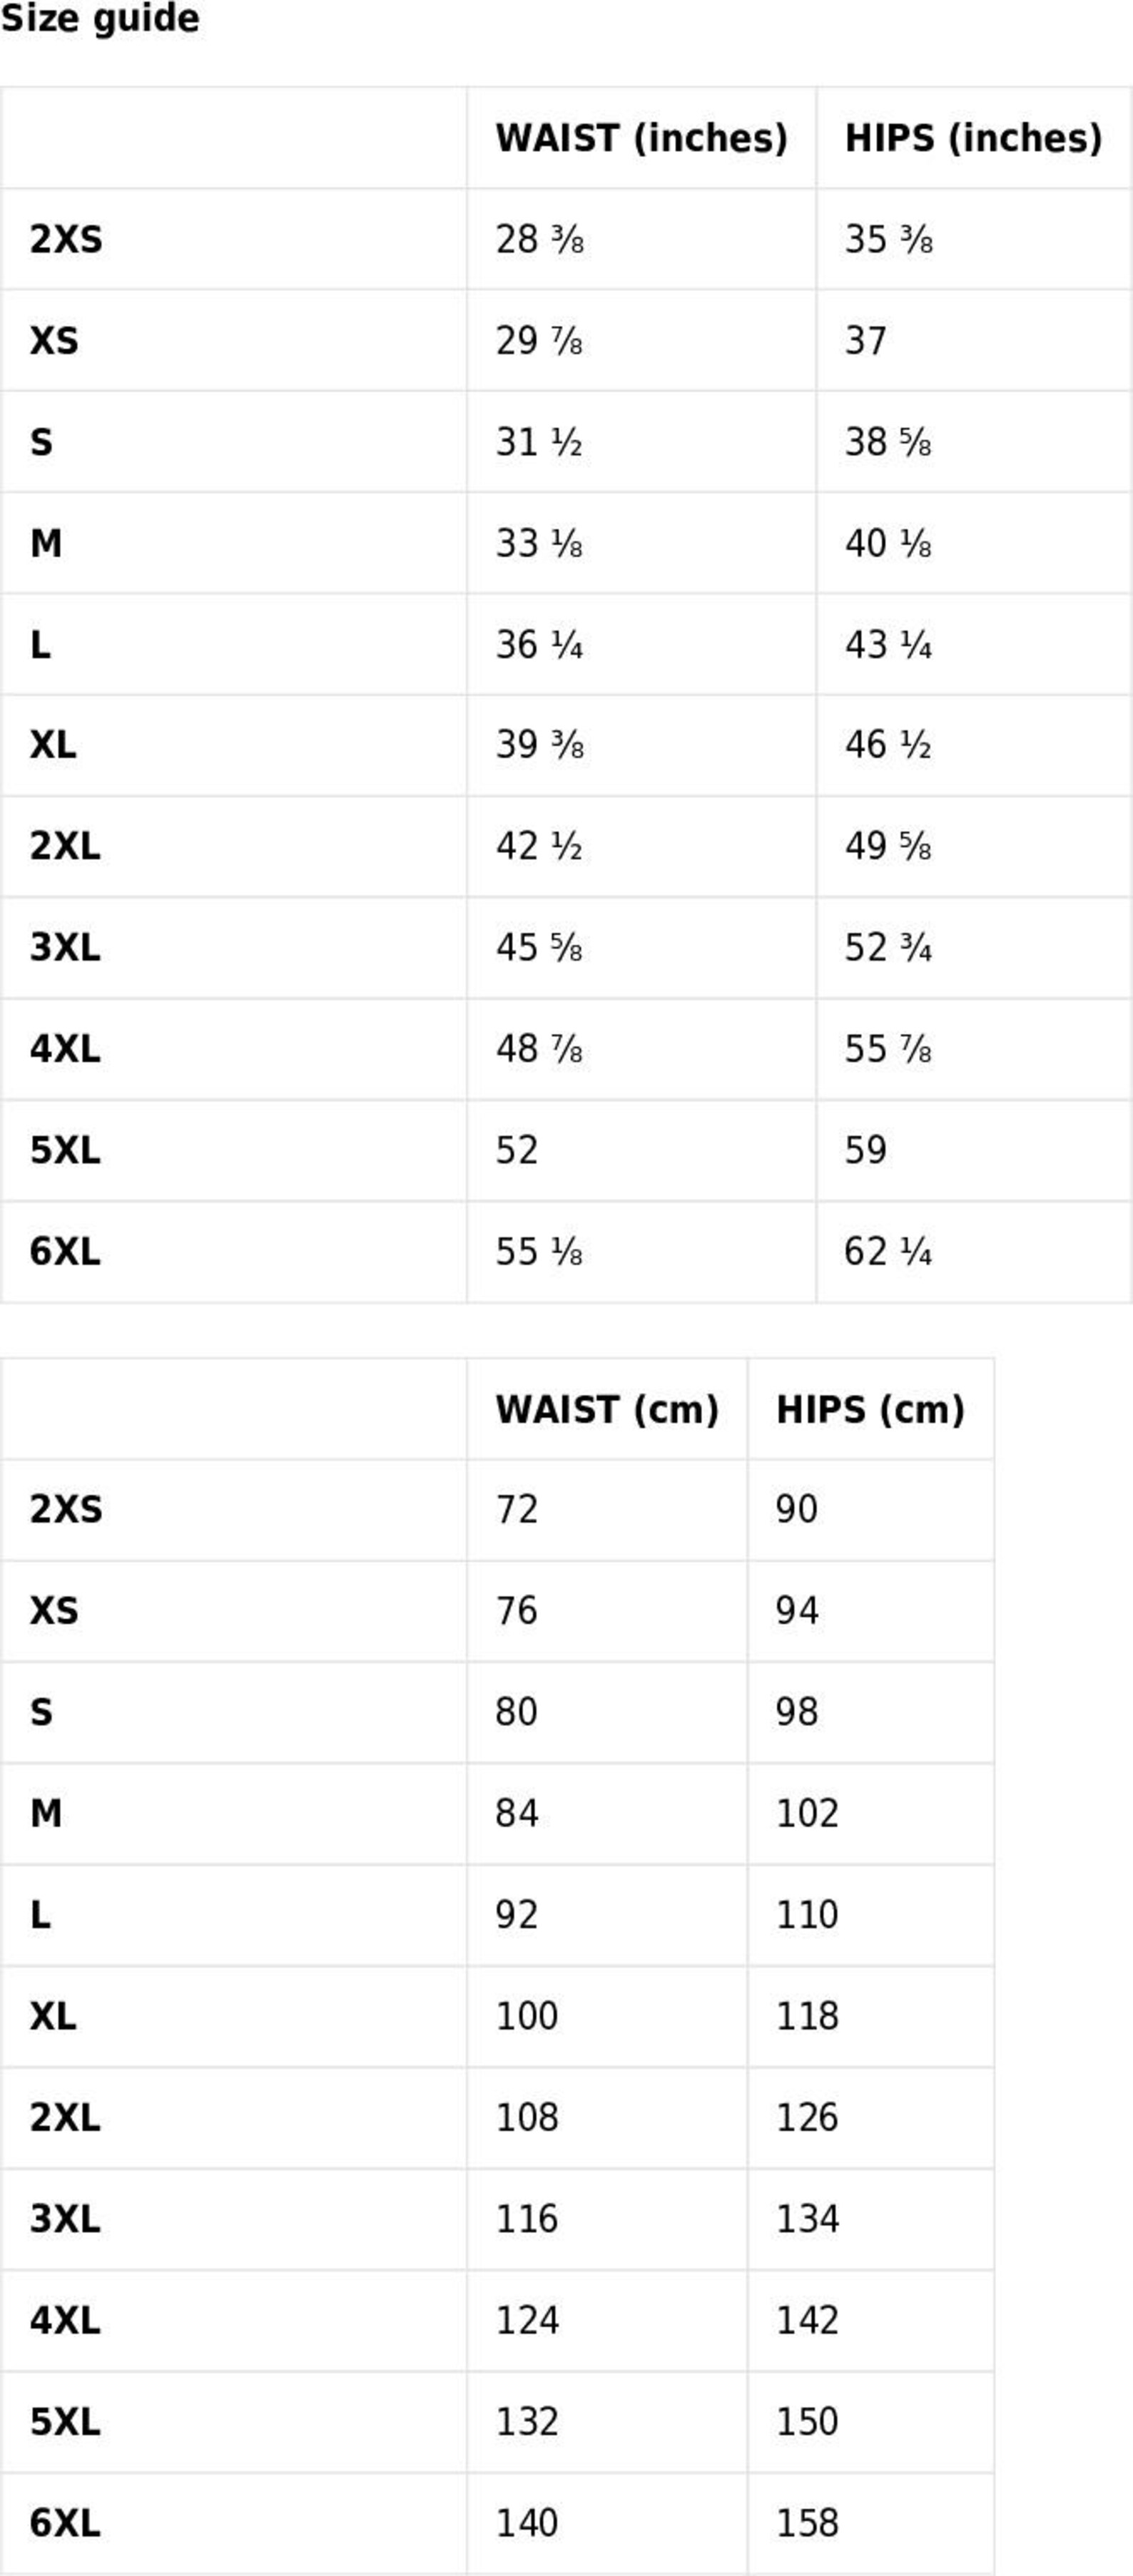 Size guide
WAIST (inches) HIPS (inches)
2XS 28 ⅜ 35 ⅜
XS 29 ⅞ 37
S 31 ½ 38 ⅝
M 33 ⅛ 40 ⅛
L 36 ¼ 43 ¼
XL 39 ⅜ 46 ½
2XL 42 ½ 49 ⅝
3XL 45 ⅝ 52 ¾
4XL 48 ⅞ 55 ⅞
5XL 52 59
6XL 55 ⅛ 62 ¼
WAIST (cm) HIPS (cm)
2XS 72 90
XS 76 94
S 80 98
M 84 102
L 92 110
XL 100 118
2XL 108 126
3XL 116 134
4XL 124 142
5XL 132 150
6XL 140 158